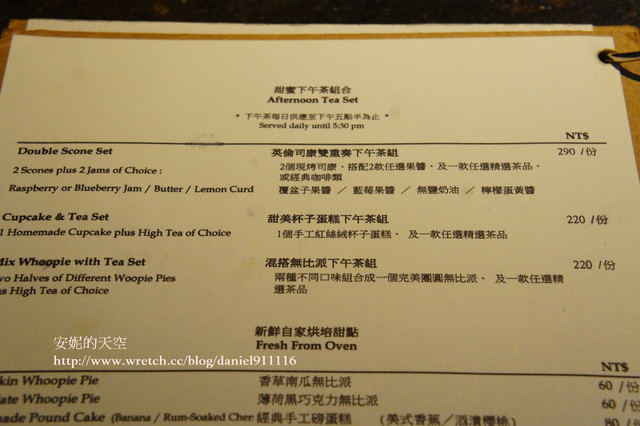 甜蜜下午茶組合
Afternoon Tea Set
* 下午茶每日供應至下午五點半為止 *
Served daily until 5:30 pm
NT$
Double Scone Set 英倫司康雙重奏下午茶組 290 /份
2 Scones plus 2 Jams of Choice : 2個現烤司康、搭配2款任選果醬、及一款任選精選茶品、
或經典咖啡類
Raspberry or Blueberry Jam / Butter / Lemon Curd 覆盆子果醬 ／ 藍莓果醬 ／ 無鹽奶油 ／ 檸檬蛋黃醬
Cupcake & Tea Set 甜美杯子蛋糕下午茶組 220 /份
1 Homemade Cupcake plus High Tea of Choice 1個手工紅絲絨杯子蛋糕、及一款任選精選茶品
Mix Whoopie with Tea Set 混搭無比派下午茶組 220 /份
wo Halves of Different Woopie Pies 兩種不同口味組合成一個完美團圓無比派、及一款任選精
us High Tea of Choice 選茶品
新鮮自家烘培甜點
Fresh From Oven
NT$
kin Whoopie Pie 香草南瓜無比派 60 /份
late Whoopie Pie 薄荷黑巧克力無比派 60 /份
made Pound Cake (Banana / Rum-Soaked Cher 經典手工磅蛋糕 (美式香蕉／酒漬櫻桃) 80 /份
安妮的天空
http://www.wretch.cc/blog/daniel911116